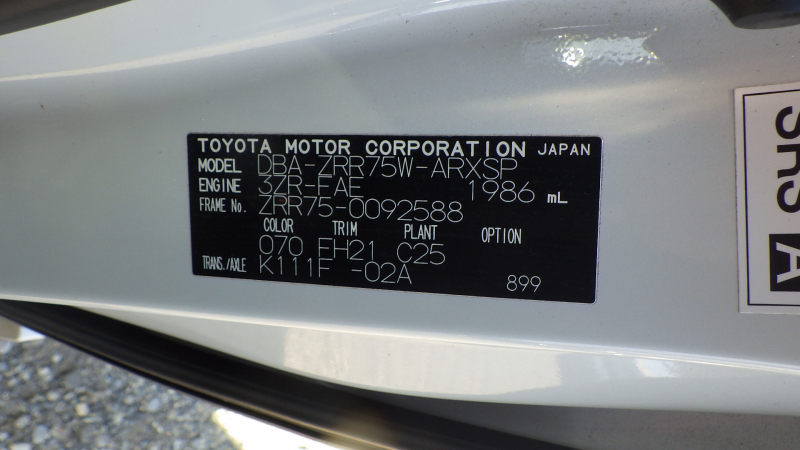 TOYOTA MOTOR CORPORATION JAPAN
MODEL DBA-ZRR75W-ARXSP
ENGINE 3ZR-FAE 1986 mL
FRAME No. ZRR75-0092588
COLOR TRIM PLANT OPTION
070 FH21 C25
TRANS./AXLE K111F -02A
899
SRS A